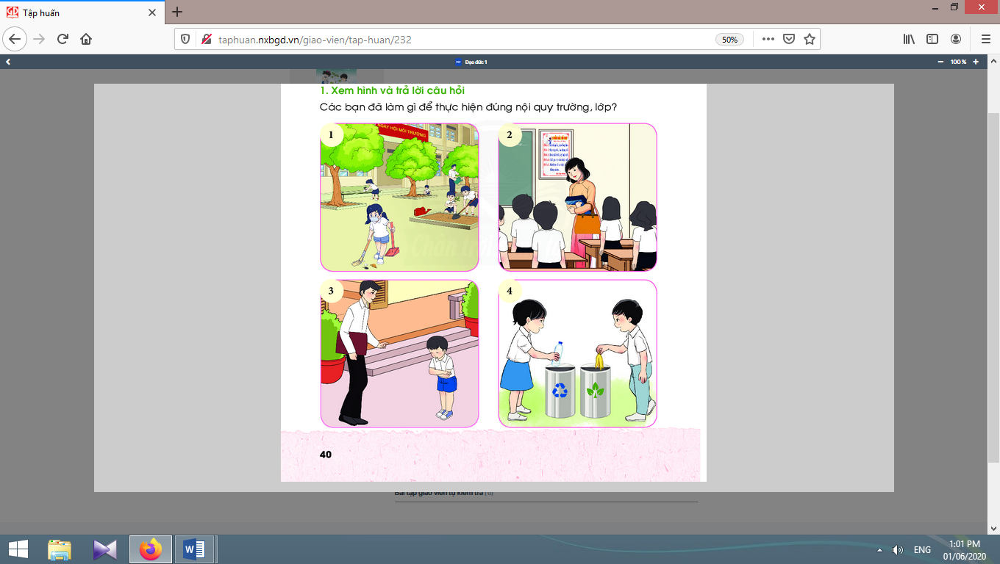 Tập huấn
taphuan.nxbgd.vn/giao-vien/tap-huan/232
50%
PDF Đạo đức 1
100 %
1. Xem hình và trả lời câu hỏi
Các bạn đã làm gì để thực hiện đúng nội quy trường, lớp?
1
NGÀY HỘI MÔI TRƯỜNG
2
3
4
40
Bài tập giáo viên tự kiểm tra (0)
ENG
1:01 PM
01/06/2020